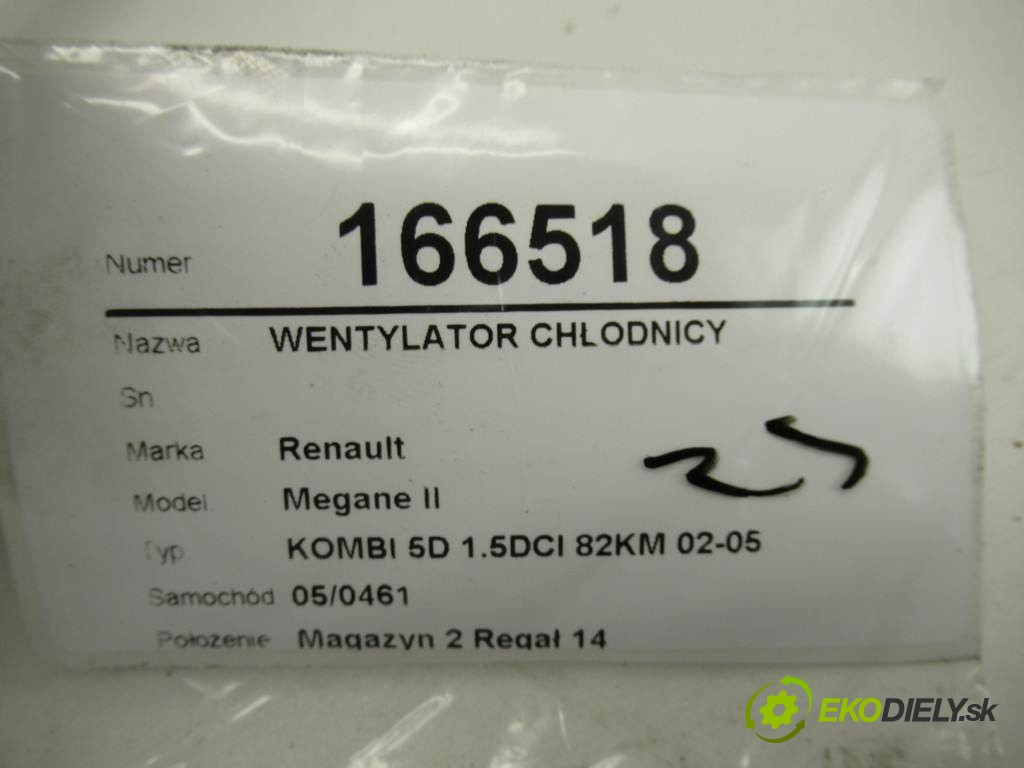 Numer 166518
Nazwa WENTYLATOR CHŁODNICY
Sn
Marka Renault
Model Megane II
Typ KOMBI 5D 1.5DCI 82KM 02-05
Samochód 05/0461
Położenie Magazyn 2 Regał 14
EKODIELY.sk